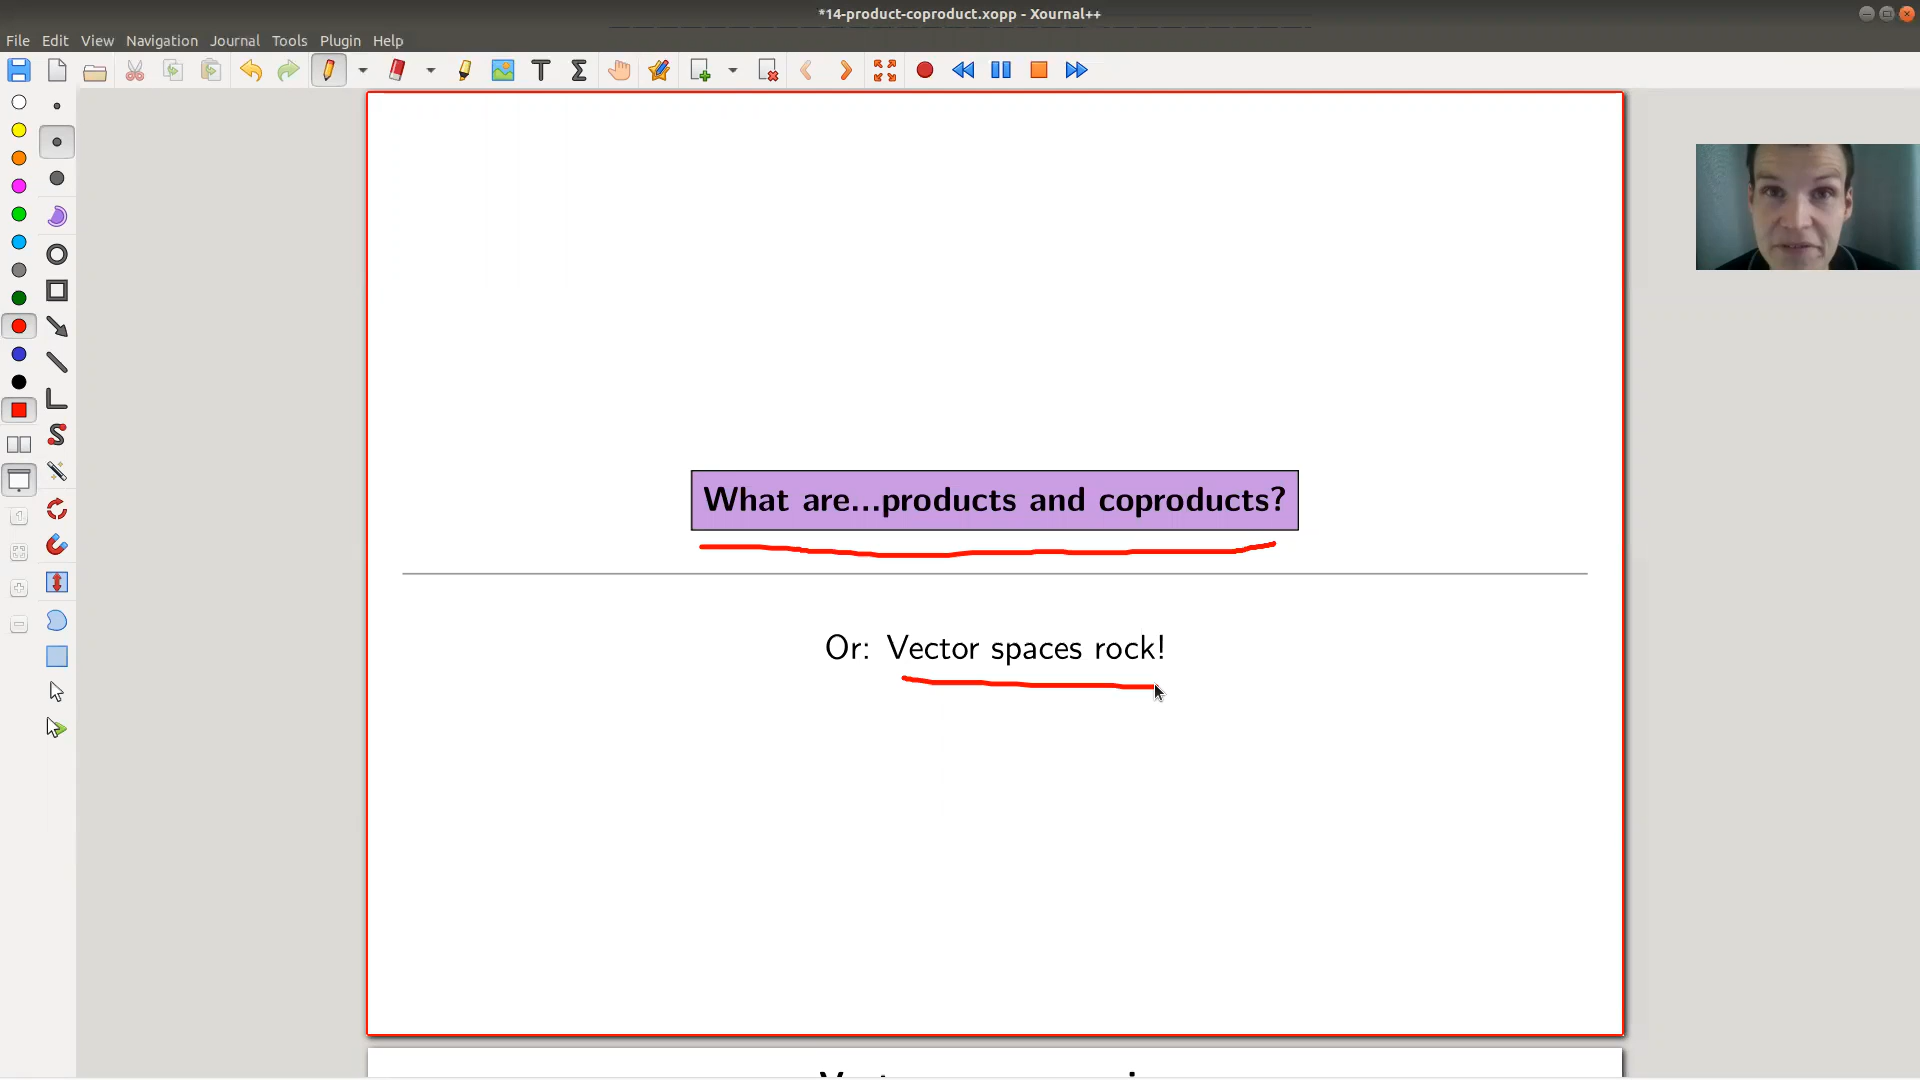 *14-product-coproduct.xopp - Xournal++
File Edit View Navigation Journal Tools Plugin Help
What are...products and coproducts?
Or: Vector spaces rock!